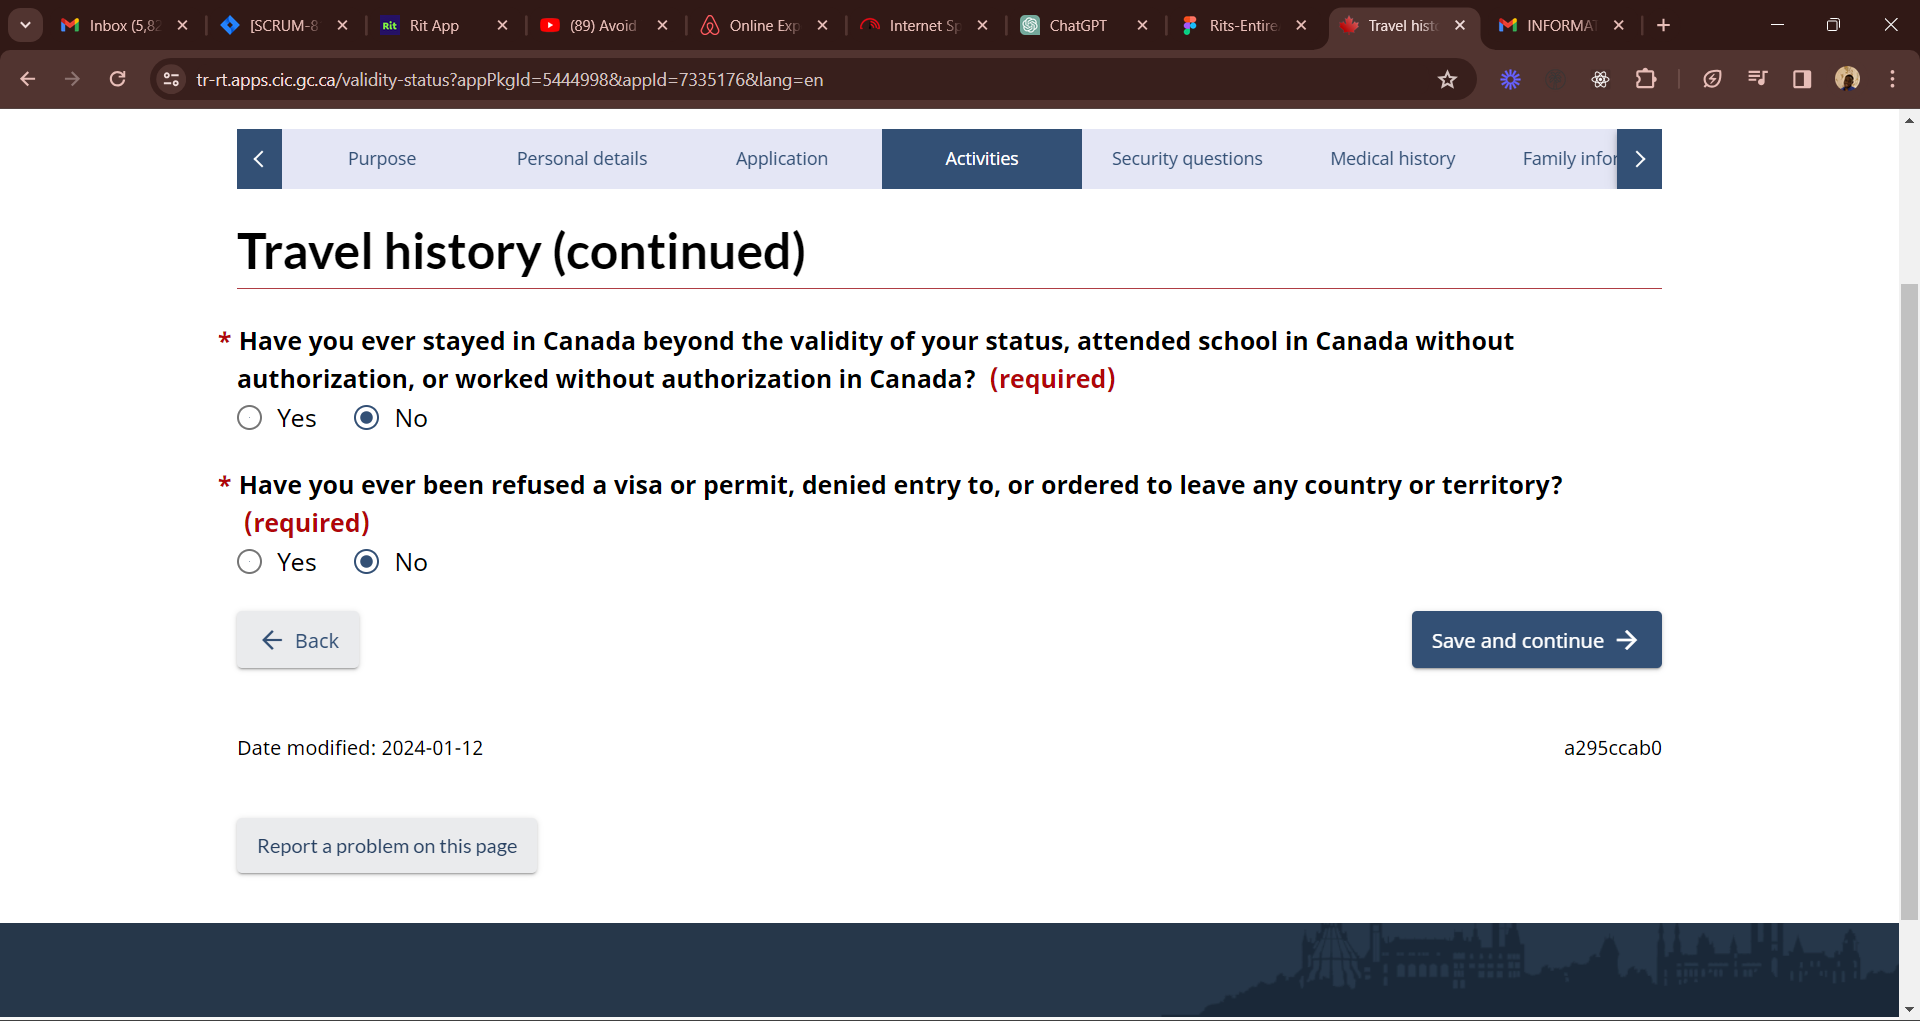 Inbox (5,82
[SCRUM-8
Rit Rit App
(89) Avoid
Online Exp
Internet Sp
ChatGPT
Rits-Entire
Travel histo
INFORMAT
tr-rt.apps.cic.gc.ca/validity-status?appPkgId=5444998&appId=7335176&lang=en
Purpose Personal details Application Activities Security questions Medical history Family infor
Travel history (continued)
* Have you ever stayed in Canada beyond the validity of your status, attended school in Canada without
authorization, or worked without authorization in Canada? (required)
Yes No
* Have you ever been refused a visa or permit, denied entry to, or ordered to leave any country or territory?
(required)
Yes No
Back
Save and continue
Date modified: 2024-01-12
a295ccab0
Report a problem on this page